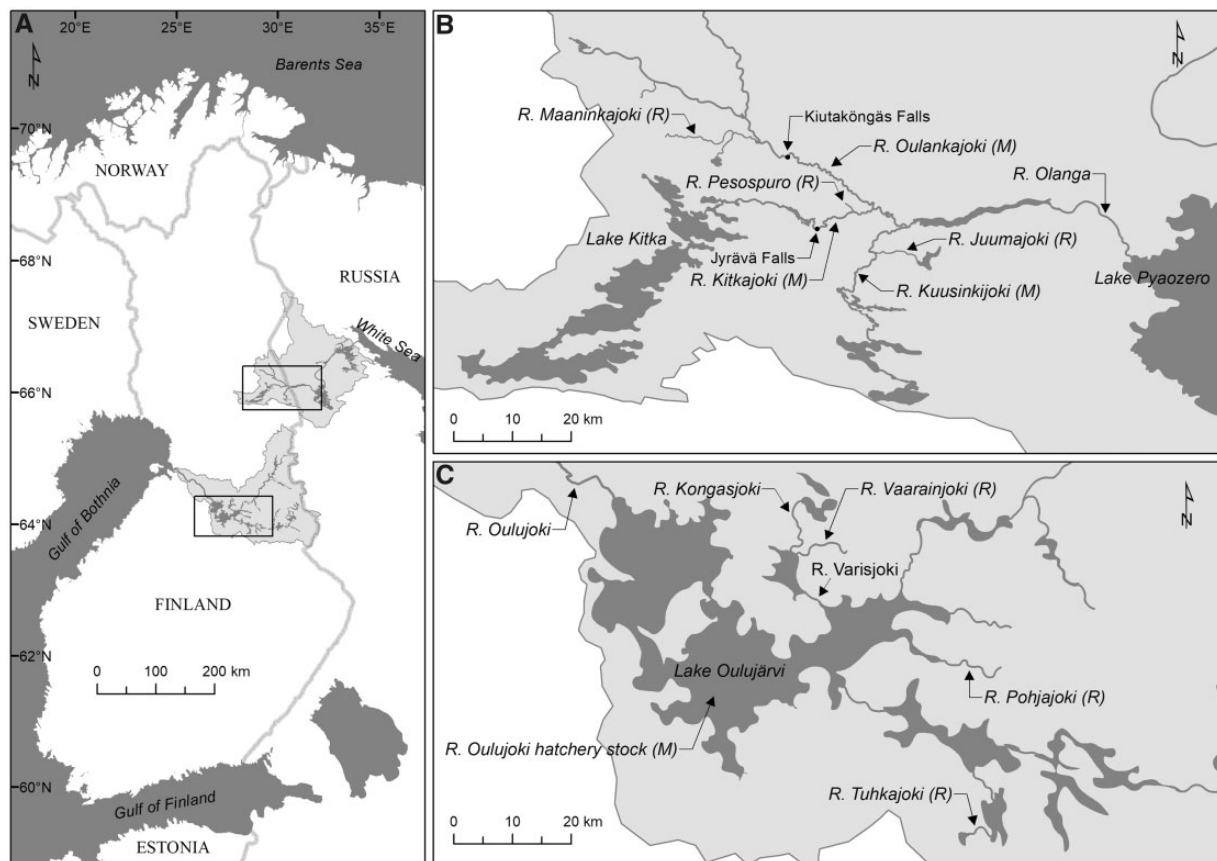 A
20°E
25°E
30°E
35°E
N
Barents Sea
70°N
NORWAY
68°N
RUSSIA
SWEDEN
White Sea
66°N
Gulf of Bothnia
64°N
FINLAND
62°N
0 100 200 km
60°N
Gulf of Finland
ESTONIA
B
N
R. Maaninkajoki (R)
Kiutaköngäs Falls
R. Oulankajoki (M)
R. Pesospuro (R)
R. Olanga
Lake Kitka
Jyrävä Falls
R. Juumajoki (R)
R. Kitkajoki (M)
Lake Pyaozero
R. Kuusinkijoki (M)
0 10 20 km
C
N
R. Kongasjoki
R. Vaarainjoki (R)
R. Oulujoki
R. Varisjoki
Lake Oulujärvi
R. Pohjajoki (R)
R. Oulujoki hatchery stock (M)
R. Tuhkajoki (R)
0 10 20 km